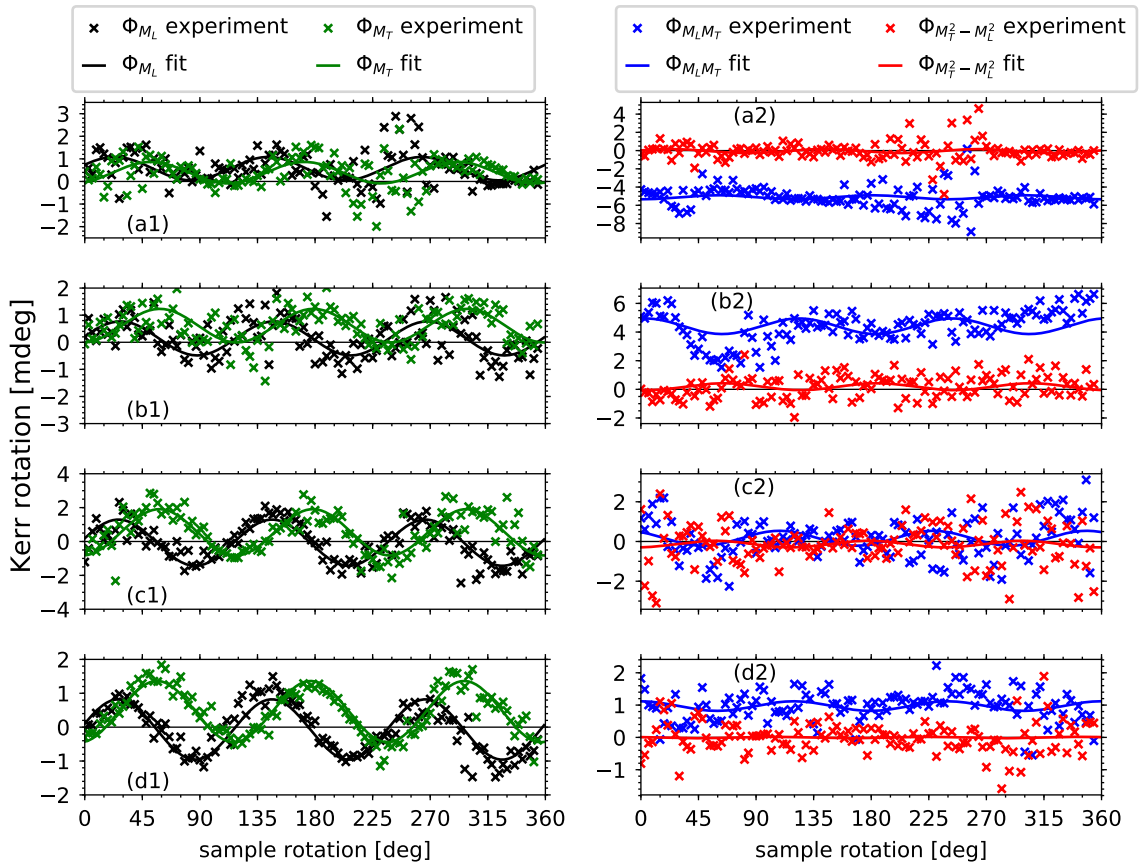 Φ_{M_L} experiment Φ_{M_T} experiment
Φ_{M_L} fit Φ_{M_T} fit
Φ_{M_L M_T} experiment Φ_{M_T^2−M_L^2} experiment
Φ_{M_L M_T} fit Φ_{M_T^2−M_L^2} fit
Kerr rotation [mdeg]
3
2
1
0
−1
−2
(a1)
4
2
0
−2
−4
−6
−8
(a2)
2
1
0
−1
−2
−3
(b1)
6
4
2
0
−2
(b2)
4
2
0
−2
−4
(c1)
2
0
−2
(c2)
2
1
0
−1
−2
(d1)
2
1
0
−1
(d2)
0 45 90 135 180 225 270 315 360
sample rotation [deg]
0 45 90 135 180 225 270 315 360
sample rotation [deg]